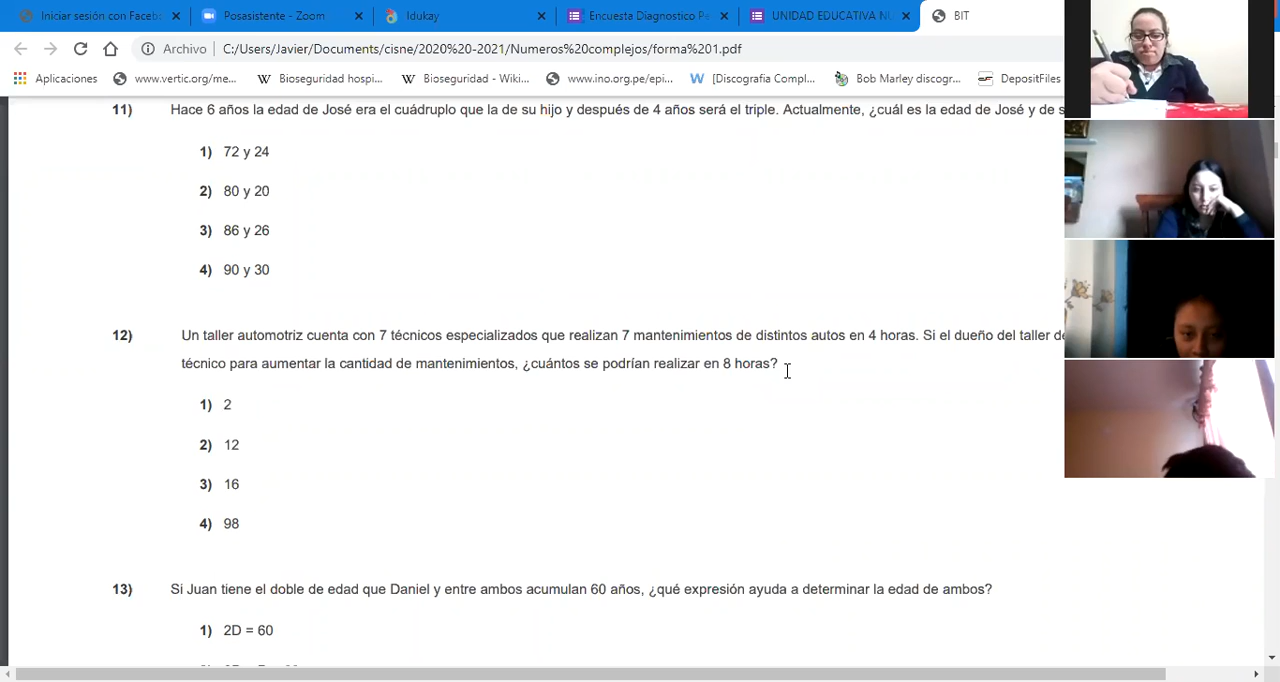 Iniciar sesión con Faceb
Posasistente - Zoom
Idukay
Encuesta Diagnostico Pe
UNIDAD EDUCATIVA NU
BIT
Archivo
C:/Users/Javier/Documents/cisne/2020%20-2021/Numeros%20complejos/forma%201.pdf
Aplicaciones
www.vertic.org/me...
Bioseguridad hospi...
Bioseguridad - Wiki...
www.ino.org.pe/epi...
[Discografia Compl...
Bob Marley discogr...
DepositFiles
11) Hace 6 años la edad de José era el cuádruplo que la de su hijo y después de 4 años será el triple. Actualmente, ¿cuál es la edad de José y de s
1) 72 y 24
2) 80 y 20
3) 86 y 26
4) 90 y 30
12) Un taller automotriz cuenta con 7 técnicos especializados que realizan 7 mantenimientos de distintos autos en 4 horas. Si el dueño del taller de
técnico para aumentar la cantidad de mantenimientos, ¿cuántos se podrían realizar en 8 horas?
1) 2
2) 12
3) 16
4) 98
13) Si Juan tiene el doble de edad que Daniel y entre ambos acumulan 60 años, ¿qué expresión ayuda a determinar la edad de ambos?
1) 2D = 60